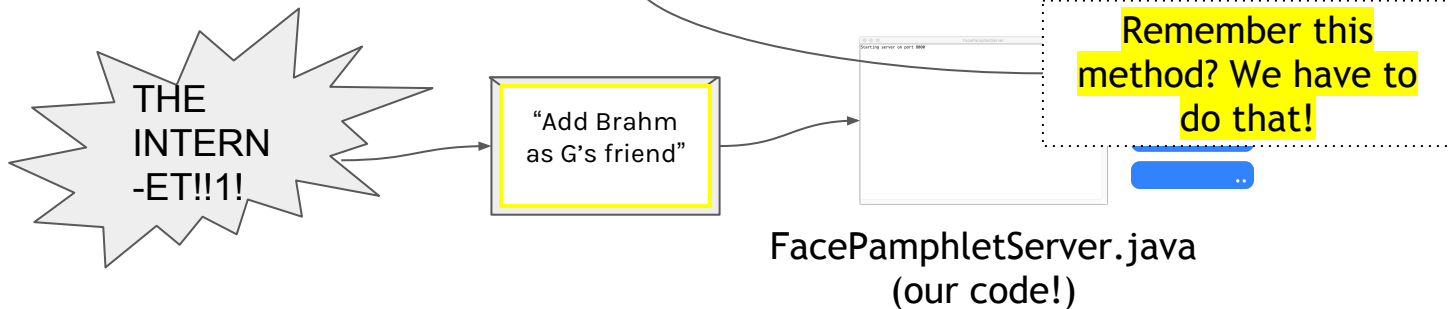 THE
INTERN
-ET!!1!
“Add Brahm
as G’s friend”
Starting server on port 8000
Remember this
method? We have to
do that!
..
FacePamphletServer.java
(our code!)